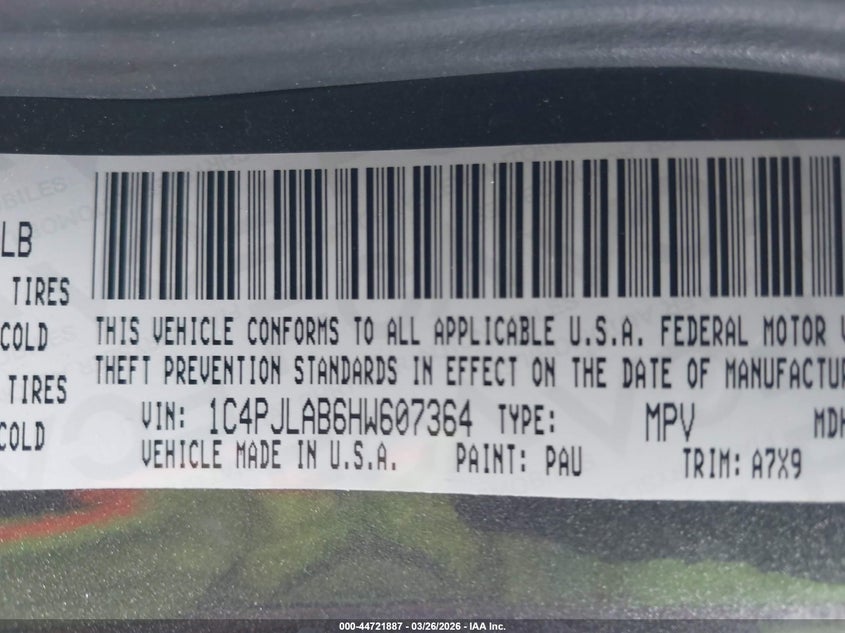 LB
TIRES
COLD
TIRES
COLD
THIS VEHICLE CONFORMS TO ALL APPLICABLE U.S.A. FEDERAL MOTOR V
THEFT PREVENTION STANDARDS IN EFFECT ON THE DATE OF MANUFACTUR
VIN: 1C4PJLAB6HW607364 TYPE: MPV MDH
VEHICLE MADE IN U.S.A. PAINT: PAU TRIM: A7X9
000-44721887 - 03/26/2026 - IAA Inc.